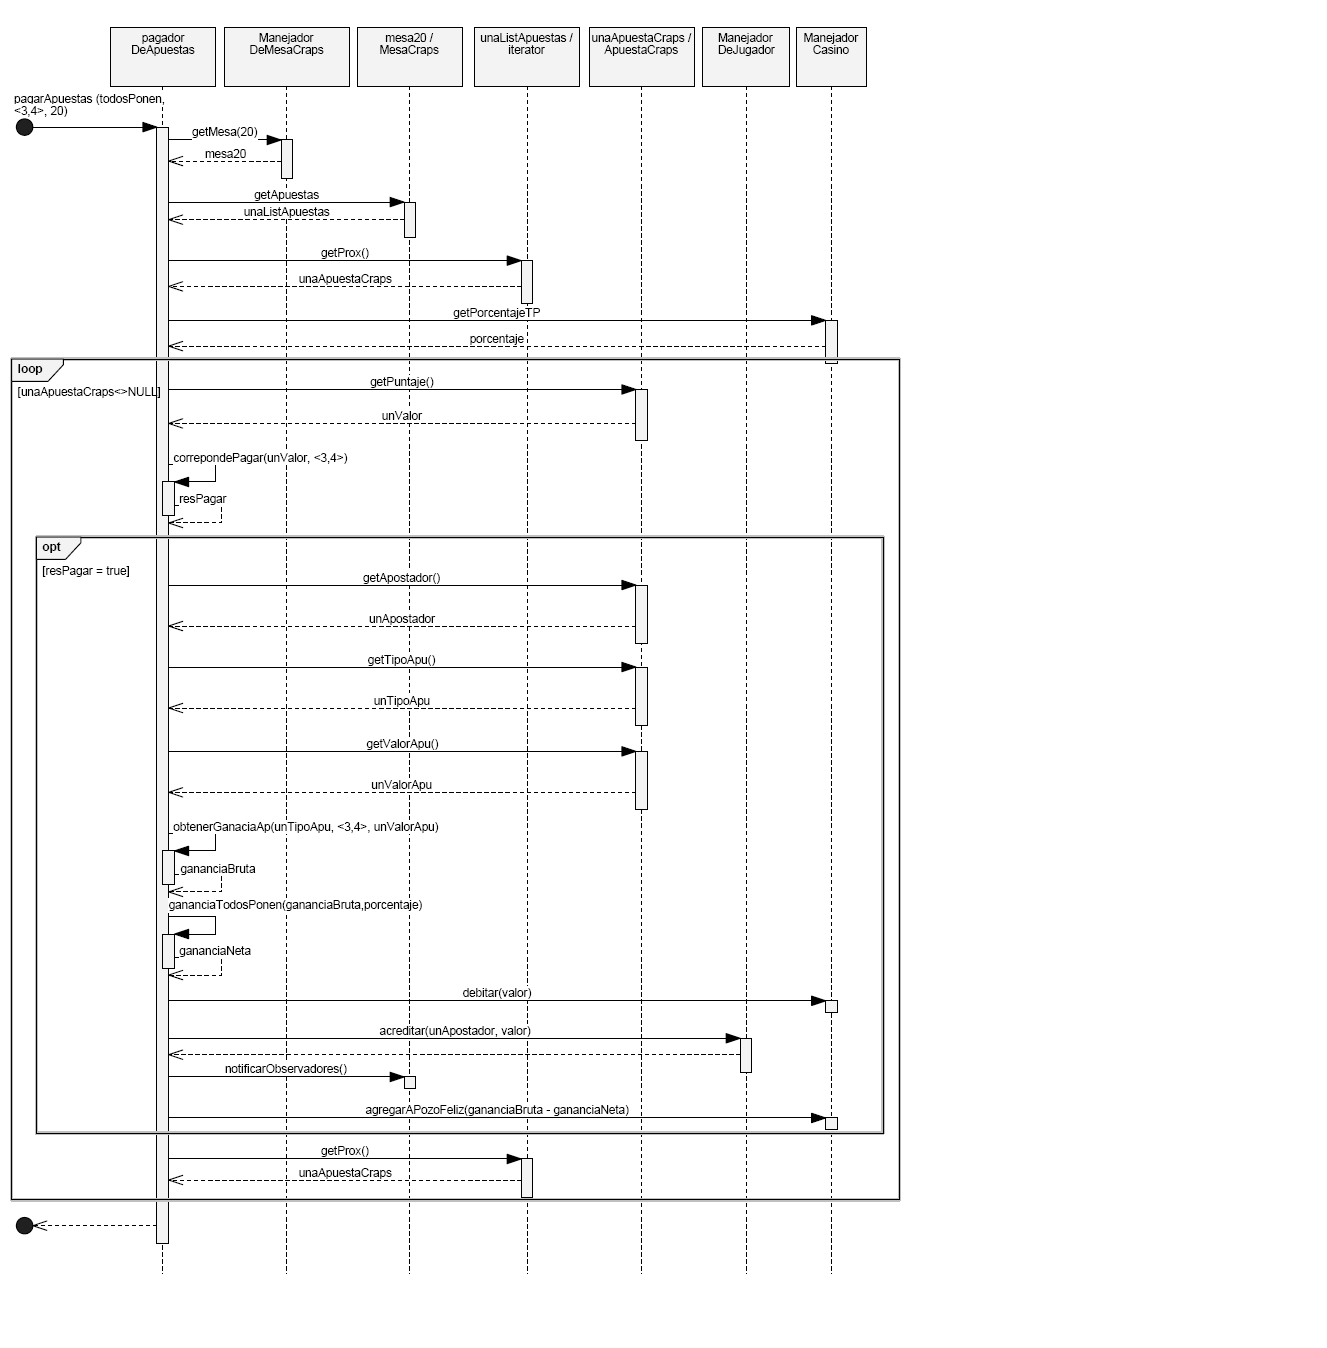 pagador
DeApuestas
Manejador
DeMesaCraps
mesa20 /
MesaCraps
unaListApuestas /
iterator
unaApuestaCraps /
ApuestaCraps
Manejador
DeJugador
Manejador
Casino
pagarApuestas (todosPonen,
<3,4>, 20)
getMesa(20)
mesa20
getApuestas
unaListApuestas
getProx()
unaApuestaCraps
getPorcentajeTP
porcentaje
loop
[unaApuestaCraps<>NULL]
getPuntaje()
unValor
correpondePagar(unValor, <3,4>)
resPagar
opt
[resPagar = true]
getApostador()
unApostador
getTipoApu()
unTipoApu
getValorApu()
unValorApu
obtenerGanaciaAp(unTipoApu, <3,4>, unValorApu)
gananciaBruta
gananciaTodosPonen(gananciaBruta,porcentaje)
gananciaNeta
debitar(valor)
acreditar(unApostador, valor)
notificarObservadores()
agregarAPozoFeliz(gananciaBruta - gananciaNeta)
getProx()
unaApuestaCraps